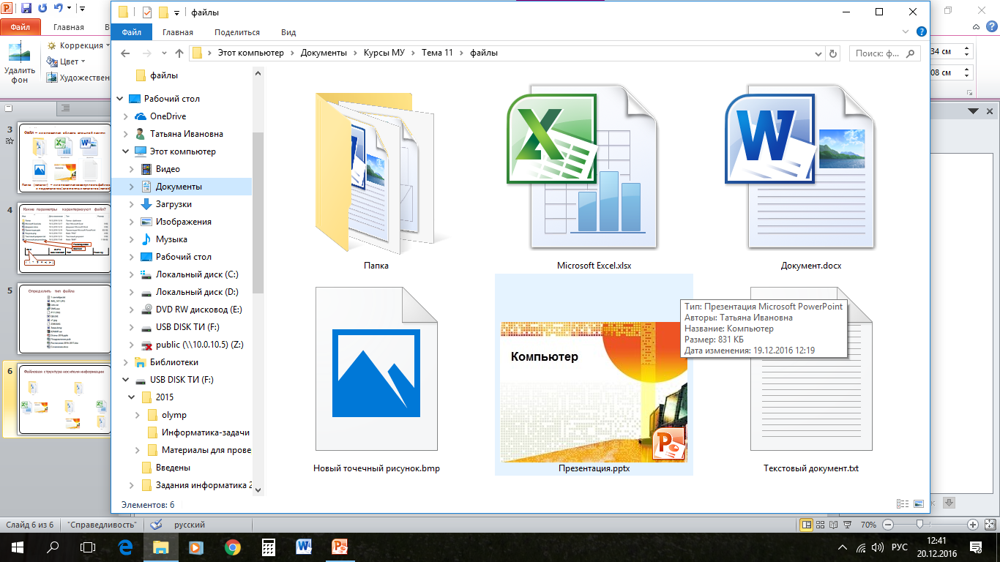 файлы
Файл
Главная
Поделиться
Вид
Этот компьютер
Документы
Курсы МУ
Тема 11
файлы
Поиск: ф...
Файл
Главная
В
Удалить фон
Коррекция
Цвет
Художествен
34 см
08 см
файлы
Рабочий стол
OneDrive
Татьяна Ивановна
Этот компьютер
Видео
Документы
Загрузки
Изображения
Музыка
Рабочий стол
Локальный диск (C:)
Локальный диск (D:)
DVD RW дисковод (E:)
USB DISK ТИ (F:)
public (\\10.0.10.5) (Z:)
Библиотеки
USB DISK ТИ (F:)
2015
olymp
Информатика-задачи
Материалы для прове
Введены
Задания информатика 2
Папка
Microsoft Excel.xlsx
Документ.docx
Новый точечный рисунок.bmp
Компьютер
Презентация.pptx
Текстовый документ.txt
Тип: Презентация Microsoft PowerPoint
Авторы: Татьяна Ивановна
Название: Компьютер
Размер: 831 КБ
Дата изменения: 19.12.2016 12:19
Элементов: 6
3
4
Какие параметры характеризуют файл?
5
Определить тип файла
6
Файловая структура носителя информации
Слайд 6 из 6
"Справедливость"
русский
70%
РУС
12:41
20.12.2016